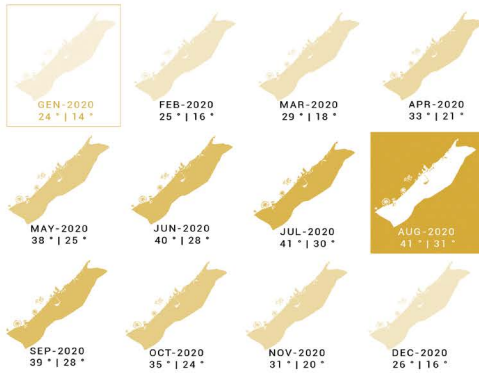 GEN-2020
24 ° | 14 °
FEB-2020
25 ° | 16 °
MAR-2020
29 ° | 18 °
APR-2020
33 ° | 21 °
MAY-2020
38 ° | 25 °
JUN-2020
40 ° | 28 °
JUL-2020
41 ° | 30 °
AUG-2020
41 ° | 31 °
SEP-2020
39 ° | 28 °
OCT-2020
35 ° | 24 °
NOV-2020
31 ° | 20 °
DEC-2020
26 ° | 16 °